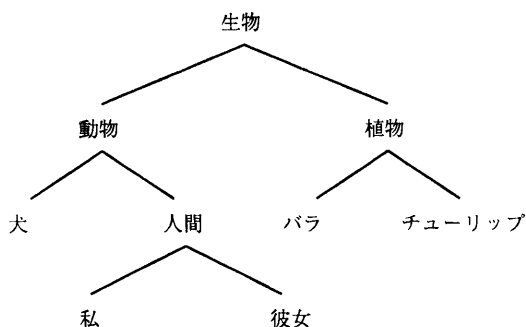 生物
動物 植物
犬 人間 バラ チューリップ
私 彼女